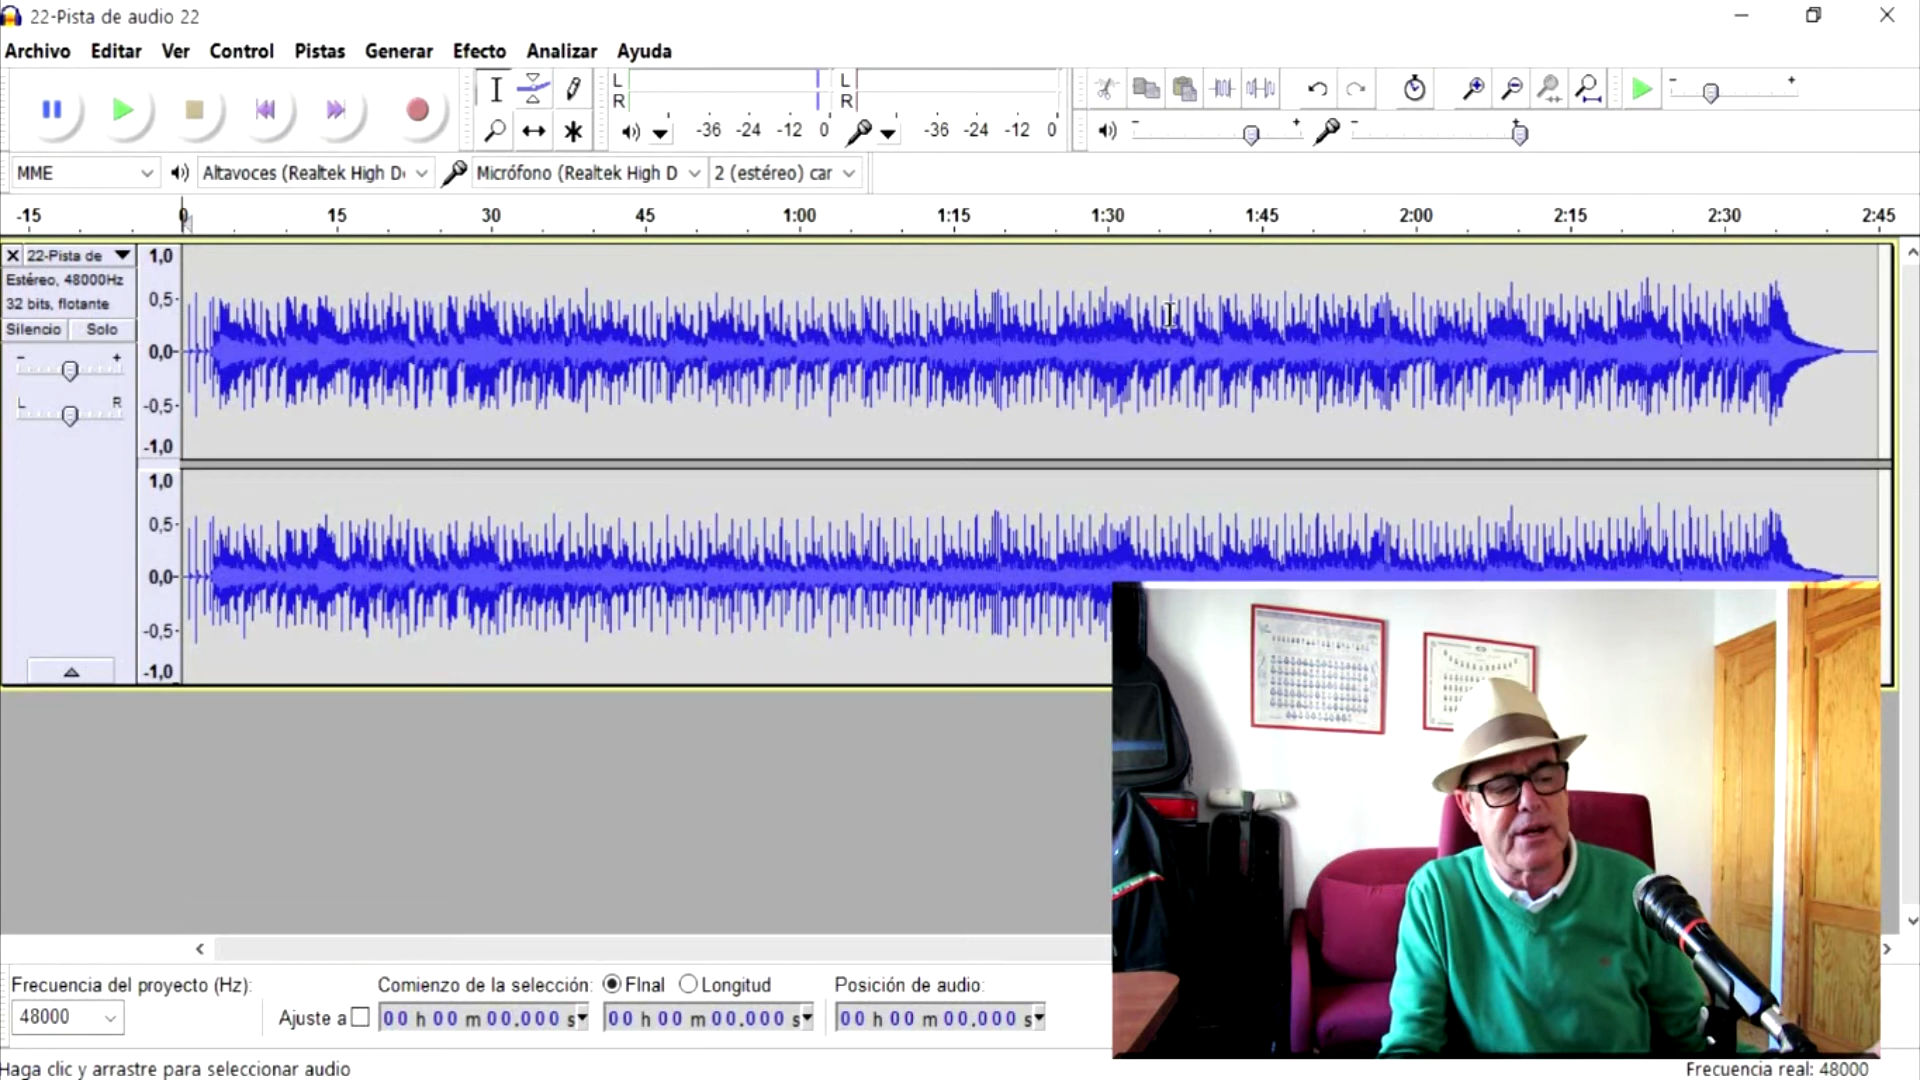 22-Pista de audio 22
Archivo Editar Ver Control Pistas Generar Efecto Analizar Ayuda
L
R
L
R
-36 -24 -12 0
-36 -24 -12 0
MME
Altavoces (Realtek High D
Micrófono (Realtek High D
2 (estéreo) car
-15 0 15 30 45 1:00 1:15 1:30 1:45 2:00 2:15 2:30 2:45
22-Pista de
Estéreo, 48000Hz
32 bits, flotante
Silencio Solo
- +
L R
1,0
0,5-
0,0-
-0,5-
-1,0
1,0
0,5-
0,0-
-0,5-
-1,0
Frecuencia del proyecto (Hz):
48000
Ajuste a
Comienzo de la selección:
FInal Longitud
00 h 00 m 00.000 s
00 h 00 m 00.000 s
Posición de audio:
00 h 00 m 00.000 s
Haga clic y arrastre para seleccionar audio
Frecuencia real: 48000